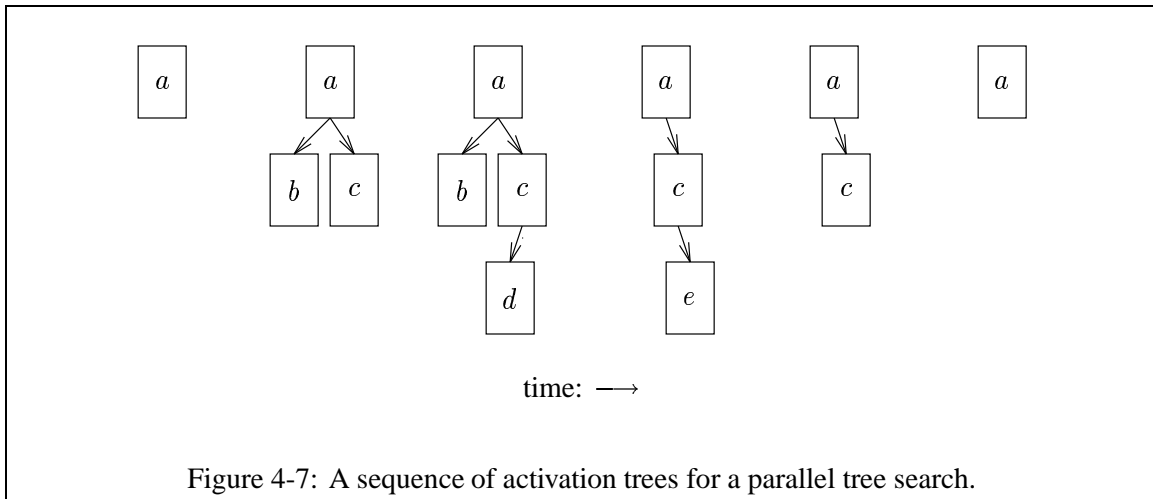 a a a a a a
b c b c c c
d e
time: ⟶
Figure 4-7: A sequence of activation trees for a parallel tree search.